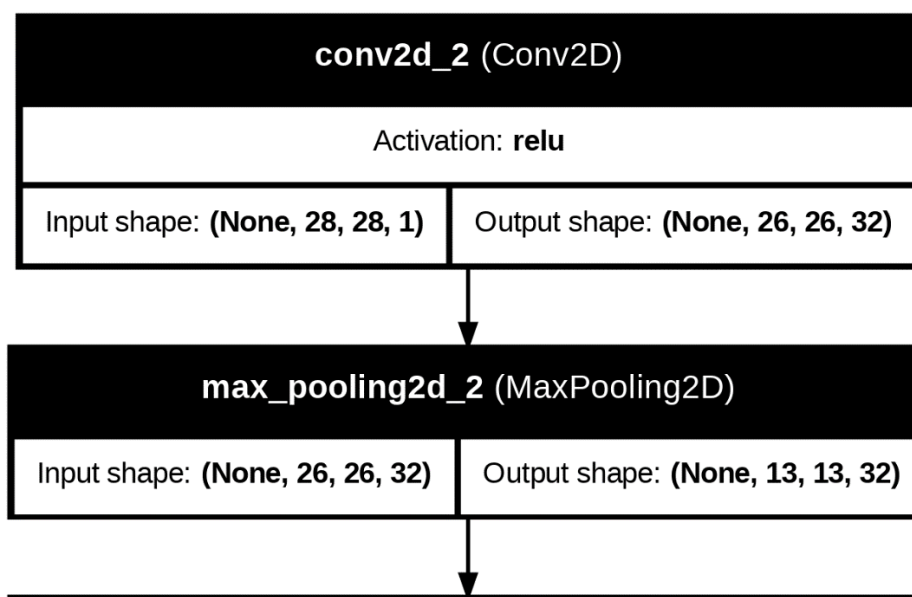 conv2d_2 (Conv2D)
Activation: relu
Input shape: (None, 28, 28, 1) Output shape: (None, 26, 26, 32)
max_pooling2d_2 (MaxPooling2D)
Input shape: (None, 26, 26, 32) Output shape: (None, 13, 13, 32)